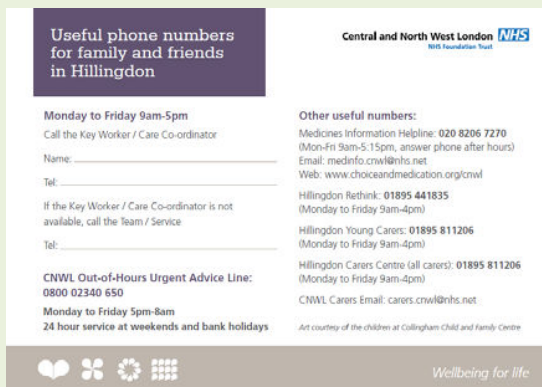 Useful phone numbers
for family and friends
in Hillingdon
Central and North West London NHS
NHS Foundation Trust
Monday to Friday 9am-5pm
Call the Key Worker / Care Co-ordinator
Name:
Tel:
If the Key Worker / Care Co-ordinator is not
available, call the Team / Service
Tel:
CNWL Out-of-Hours Urgent Advice Line:
0800 02340 650
Monday to Friday 5pm-8am
24 hour service at weekends and bank holidays
Other useful numbers:
Medicines Information Helpline: 020 8206 7270
(Mon-Fri 9am-5:15pm, answer phone after hours)
Email: medinfo.cnwl@nhs.net
Web: www.choiceandmedication.org/cnwl
Hillingdon Rethink: 01895 441835
(Monday to Friday 9am-4pm)
Hillingdon Young Carers: 01895 811206
(Monday to Friday 9am-4pm)
Hillingdon Carers Centre (all carers): 01895 811206
(Monday to Friday 9am-4pm)
CNWL Carers Email: carers.cnwl@nhs.net
Art courtesy of the children at Collingham Child and Family Centre
Wellbeing for life